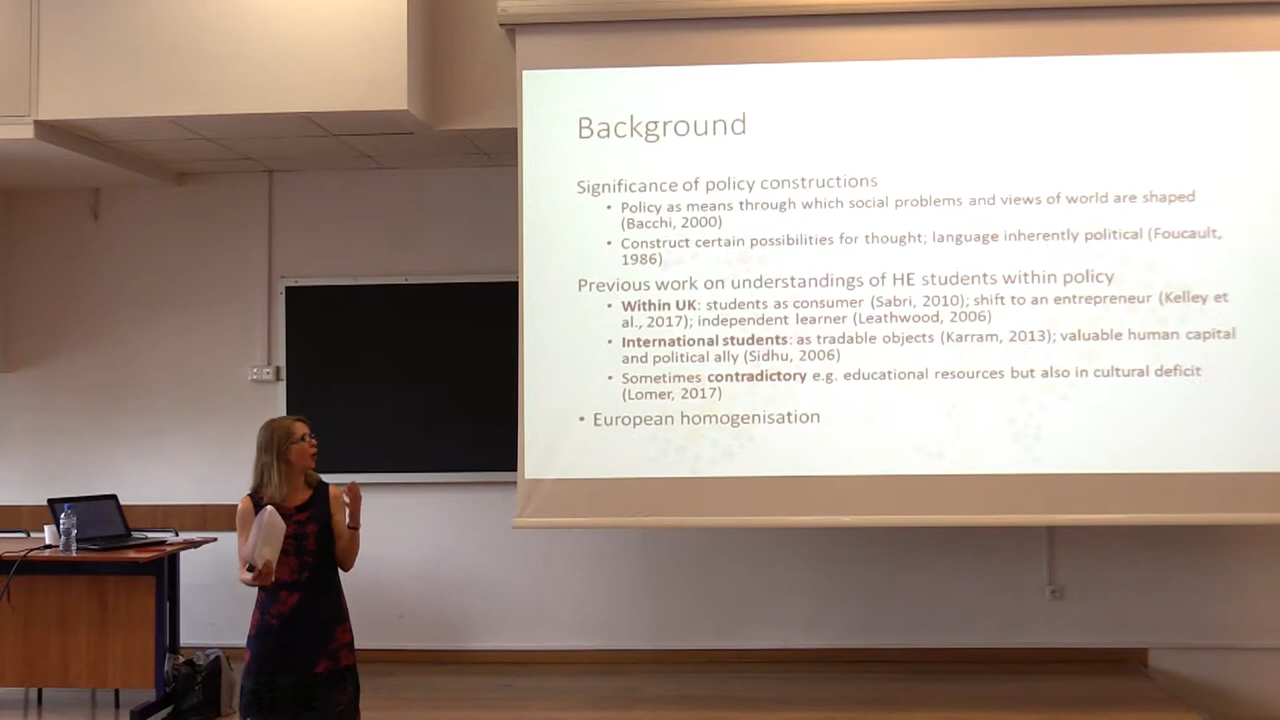 Background
Significance of policy constructions
• Policy as means through which social problems and views of world are shaped
(Bacchi, 2000)
• Construct certain possibilities for thought; language inherently political (Foucault,
1986)
Previous work on understandings of HE students within policy
• Within UK: students as consumer (Sabri, 2010); shift to an entrepreneur (Kelley et
al., 2017); independent learner (Leathwood, 2006)
• International students: as tradable objects (Karram, 2013); valuable human capital
and political ally (Sidhu, 2006)
• Sometimes contradictory e.g. educational resources but also in cultural deficit
(Lomer, 2017)
• European homogenisation